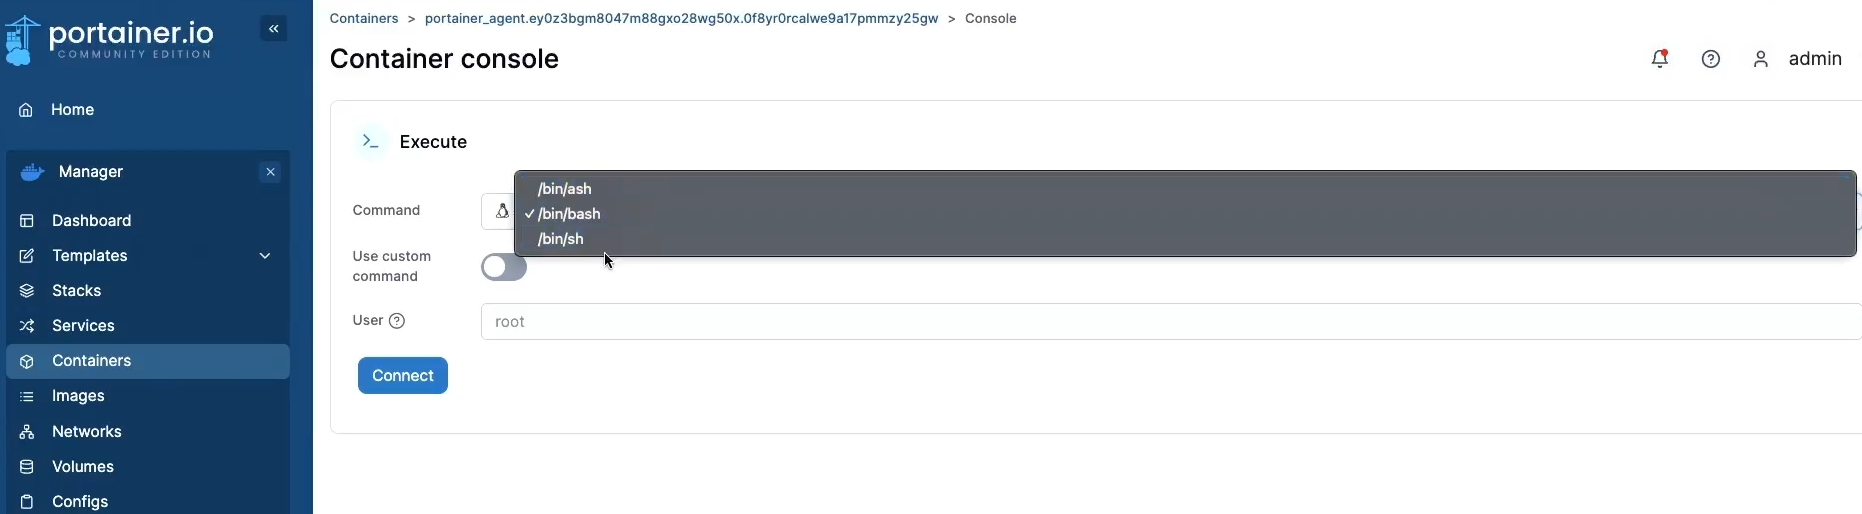 portainer.io
COMMUNITY EDITION
«
Home
Manager
Dashboard
Templates
Stacks
Services
Containers
Images
Networks
Volumes
Configs
Containers > portainer_agent.ey0z3bgm8047m88gxo28wg50x.0f8yr0rcalwe9a17pmmzy25gw > Console
Container console
admin
>_ Execute
Command
/bin/ash
✓ /bin/bash
/bin/sh
Use custom
command
User ?
root
Connect